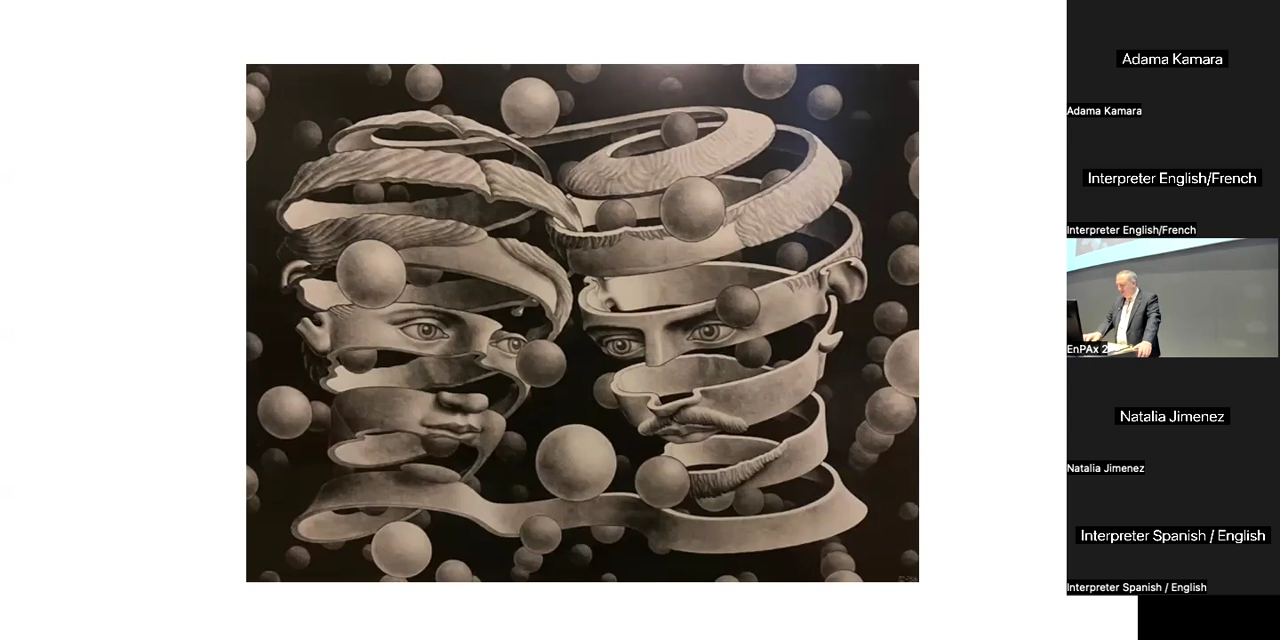 Adama Kamara
Adama Kamara
Interpreter English/French
Interpreter English/French
EnPAx 2
Natalia Jimenez
Natalia Jimenez
Interpreter Spanish / English
Interpreter Spanish / English